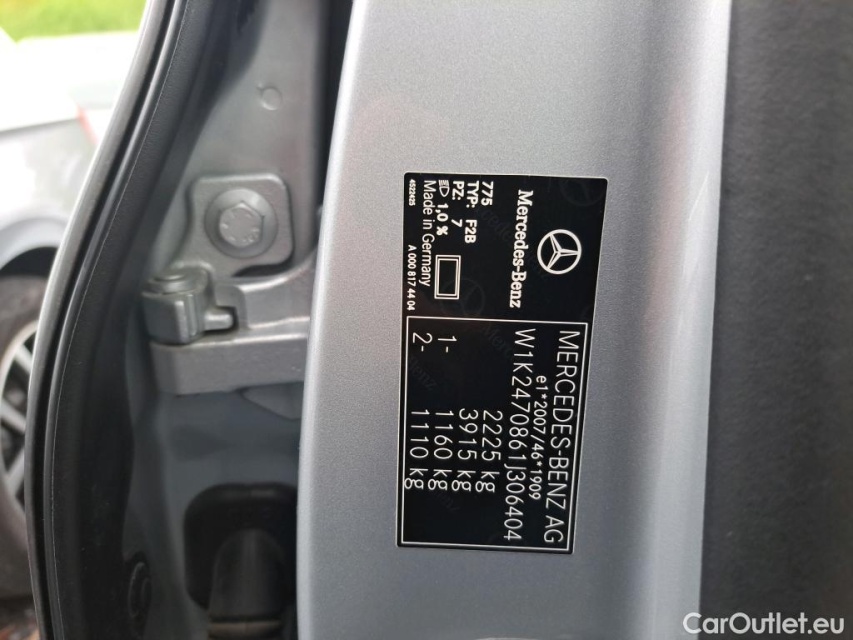 Mercedes-Benz
775
TYP: F2B
PZ: 7
1,0 %
Made in Germany
4522425
A 000 817 44 04
MERCEDES-BENZ AG
e1*2007/46*1909
W1K2470861J306404
2225 kg
3915 kg
1- 1160 kg
2- 1110 kg
CarOutlet.eu